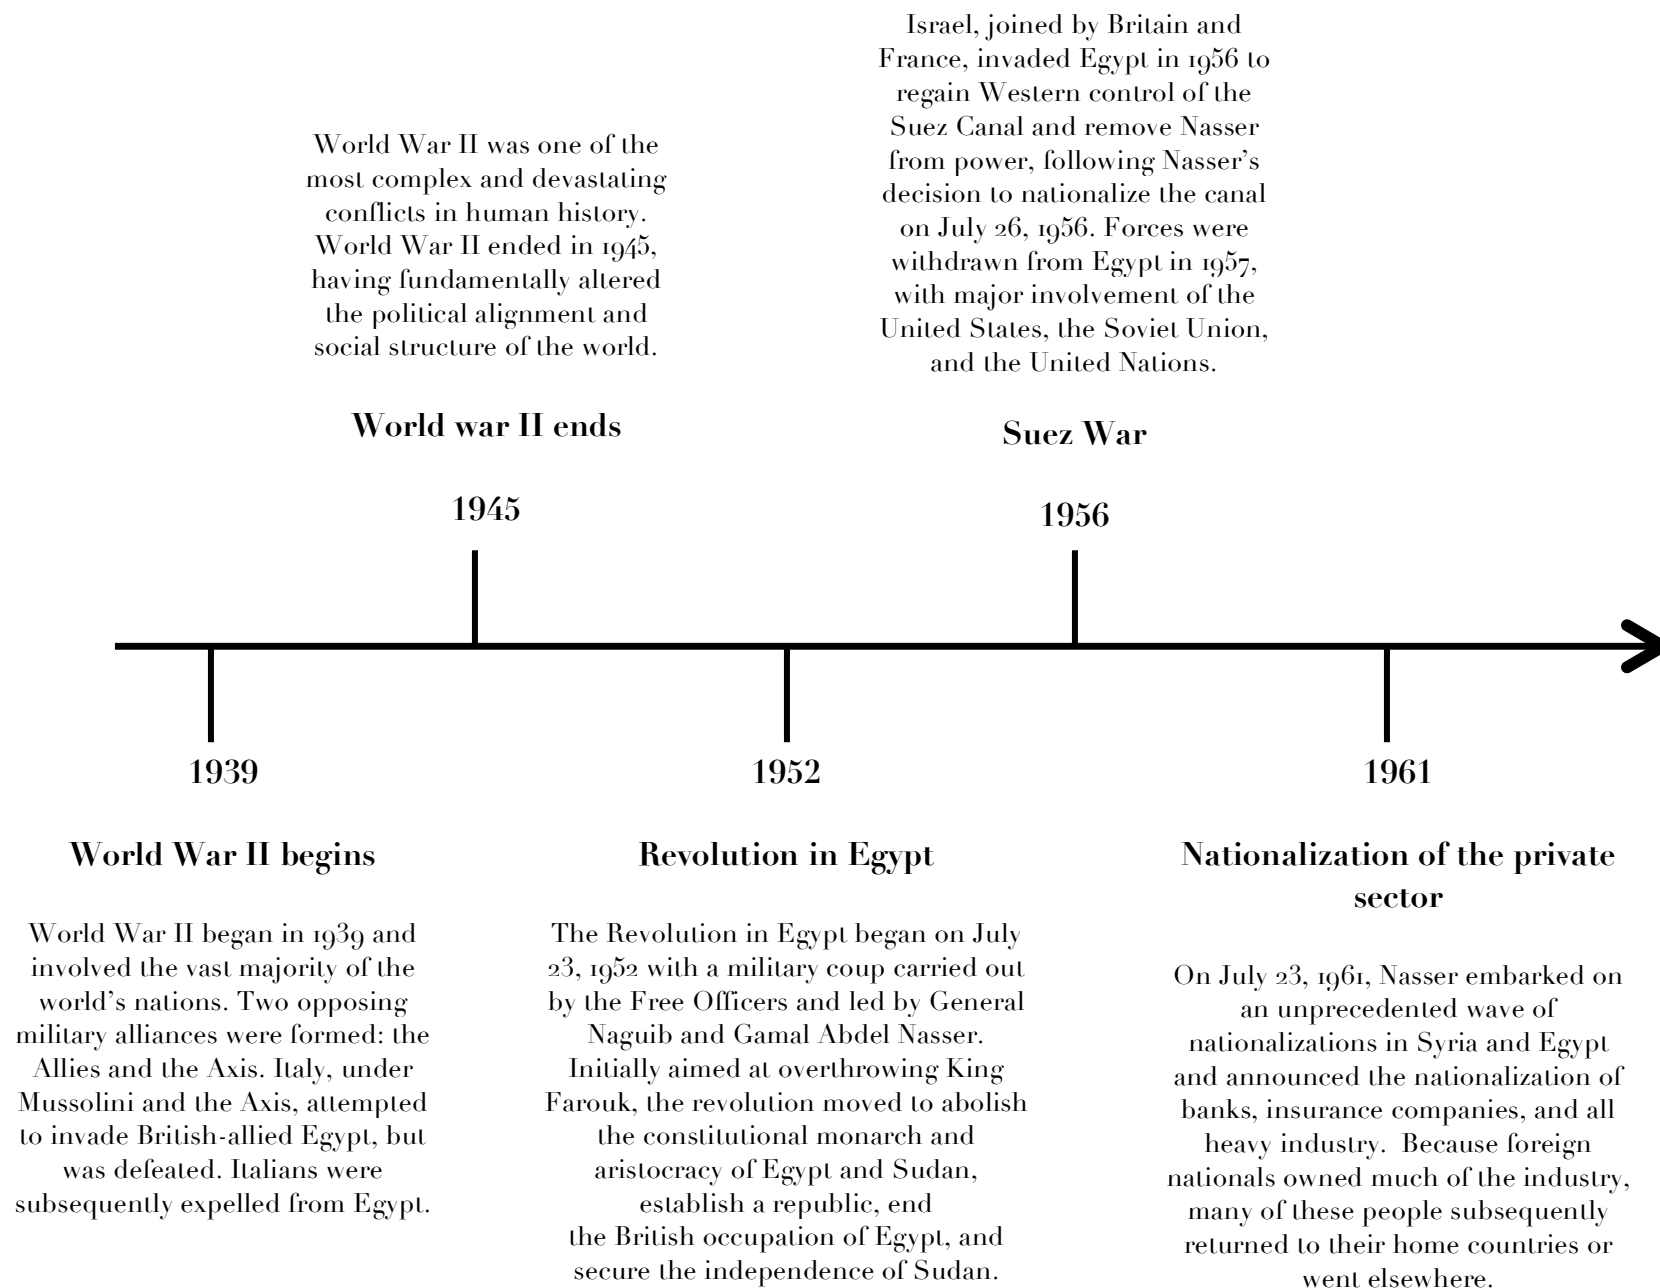 Israel, joined by Britain and
France, invaded Egypt in 1956 to
regain Western control of the
Suez Canal and remove Nasser
from power, following Nasser’s
decision to nationalize the canal
on July 26, 1956. Forces were
withdrawn from Egypt in 1957,
with major involvement of the
United States, the Soviet Union,
and the United Nations.
World War II was one of the
most complex and devastating
conflicts in human history.
World War II ended in 1945,
having fundamentally altered
the political alignment and
social structure of the world.
World war II ends
Suez War
1945
1956
1939
1952
1961
World War II begins
World War II began in 1939 and
involved the vast majority of the
world’s nations. Two opposing
military alliances were formed: the
Allies and the Axis. Italy, under
Mussolini and the Axis, attempted
to invade British-allied Egypt, but
was defeated. Italians were
subsequently expelled from Egypt.
Revolution in Egypt
The Revolution in Egypt began on July
23, 1952 with a military coup carried out
by the Free Officers and led by General
Naguib and Gamal Abdel Nasser.
Initially aimed at overthrowing King
Farouk, the revolution moved to abolish
the constitutional monarch and
aristocracy of Egypt and Sudan,
establish a republic, end
the British occupation of Egypt, and
secure the independence of Sudan.
Nationalization of the private
sector
On July 23, 1961, Nasser embarked on
an unprecedented wave of
nationalizations in Syria and Egypt
and announced the nationalization of
banks, insurance companies, and all
heavy industry.  Because foreign
nationals owned much of the industry,
many of these people subsequently
returned to their home countries or
went elsewhere.